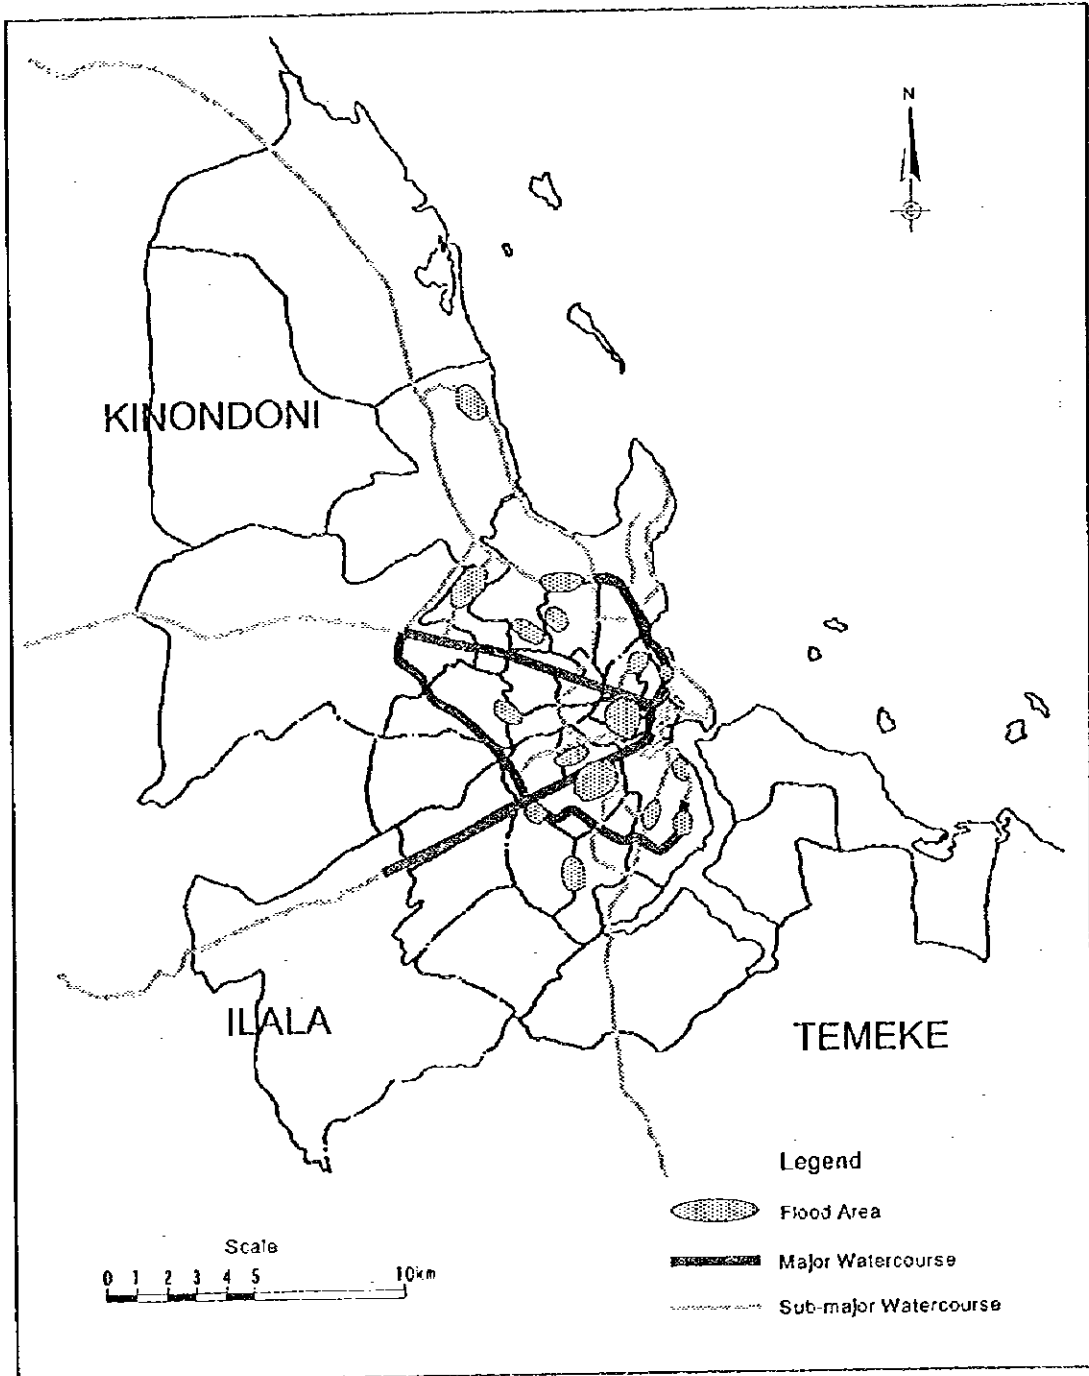 N
KINONDONI
ILALA
TEMEKE
Legend
Flood Area
Major Watercourse
Sub-major Watercourse
Scale
0 1 2 3 4 5 10km